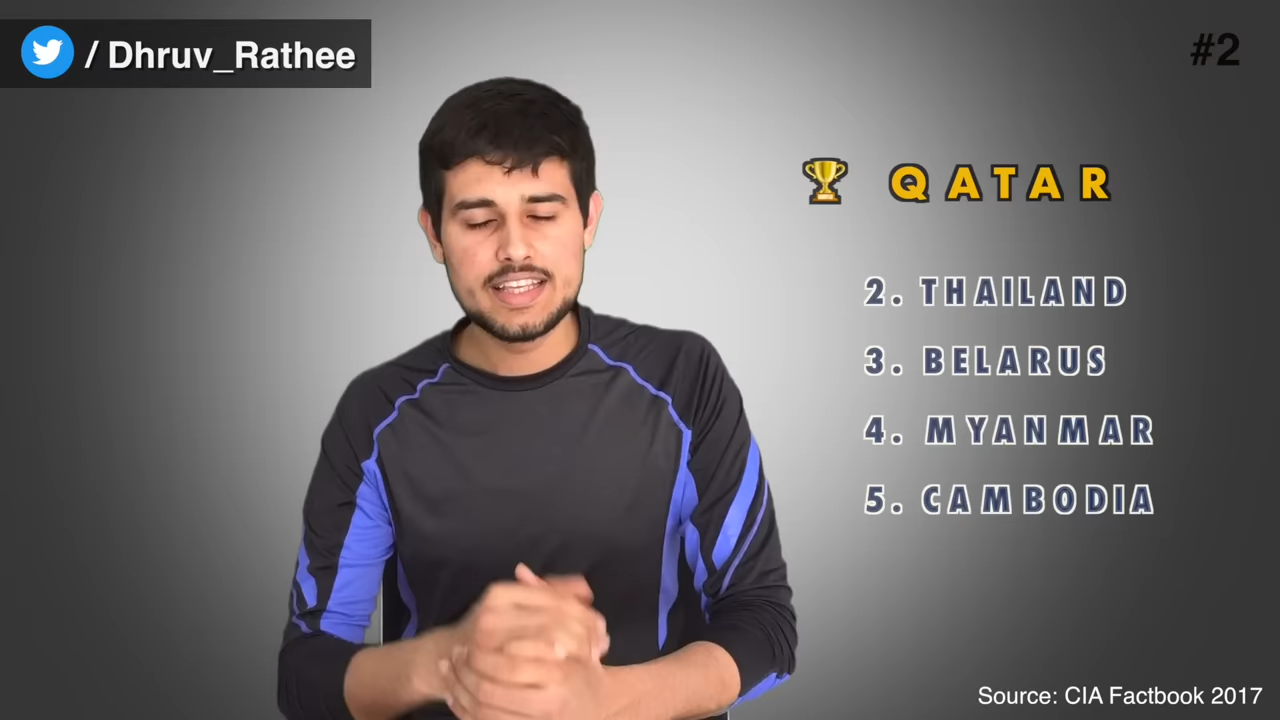 / Dhruv_Rathee
#2
QATAR
2. THAILAND
3. BELARUS
4. MYANMAR
5. CAMBODIA
Source: CIA Factbook 2017